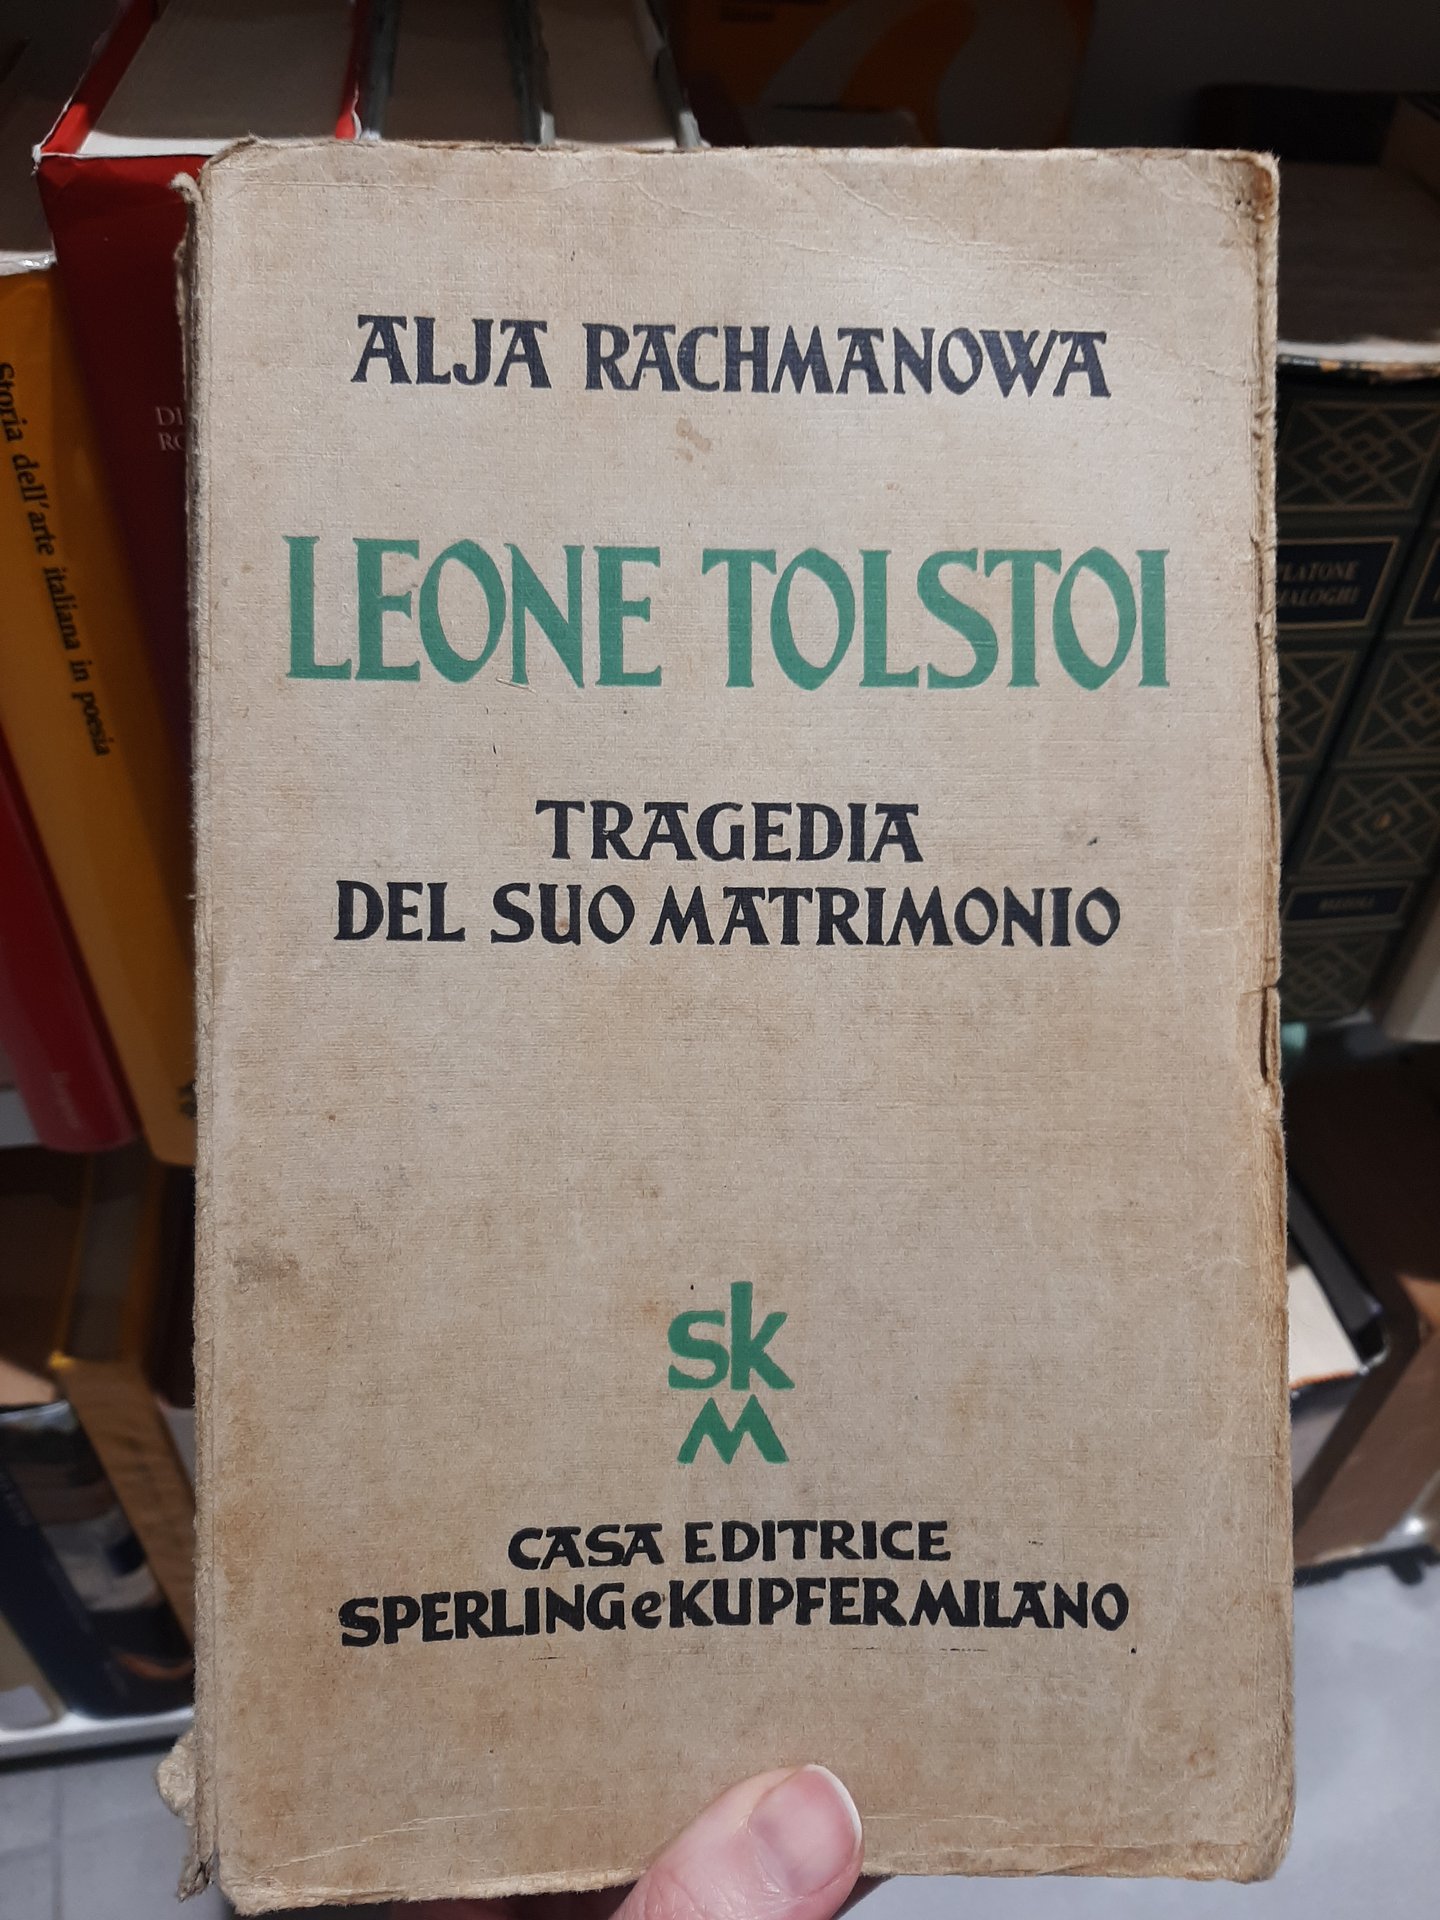 ALJA RACHMANOWA
LEONE TOLSTOI
TRAGEDIA
DEL SUO MATRIMONIO
SK
M
CASA EDITRICE
SPERLING e KUPFER MILANO
Storia dell'arte italiana in poesia
PLATONE
DIALOGHI
RIZZOLI